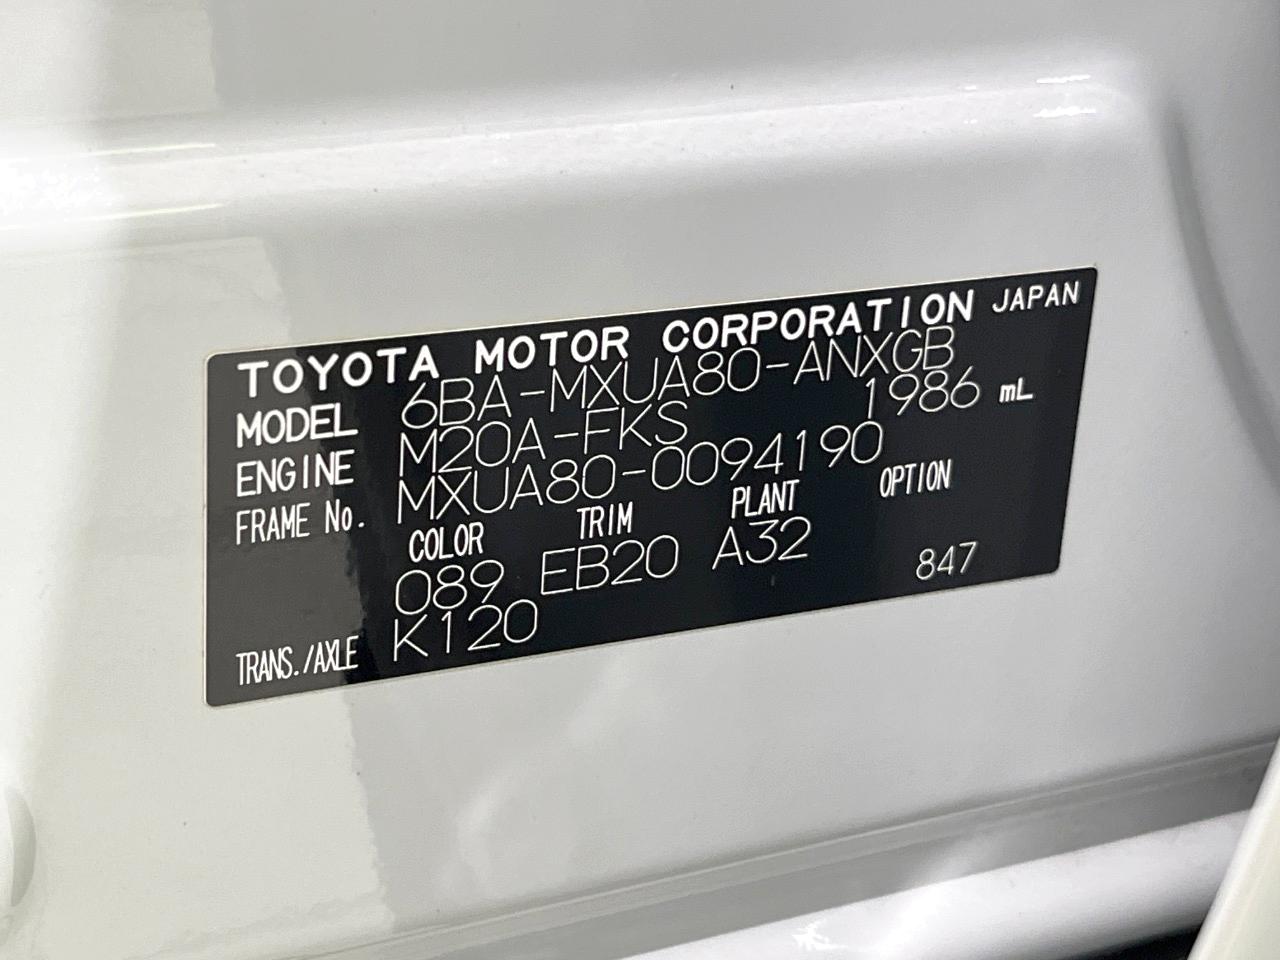 TOYOTA MOTOR CORPORATION JAPAN
MODEL 6BA-MXUA80-ANXGB
ENGINE M20A-FKS 1986 mL
FRAME No. MXUA80-0094190
COLOR TRIM PLANT OPTION
089 EB20 A32
TRANS./AXLE K120 847